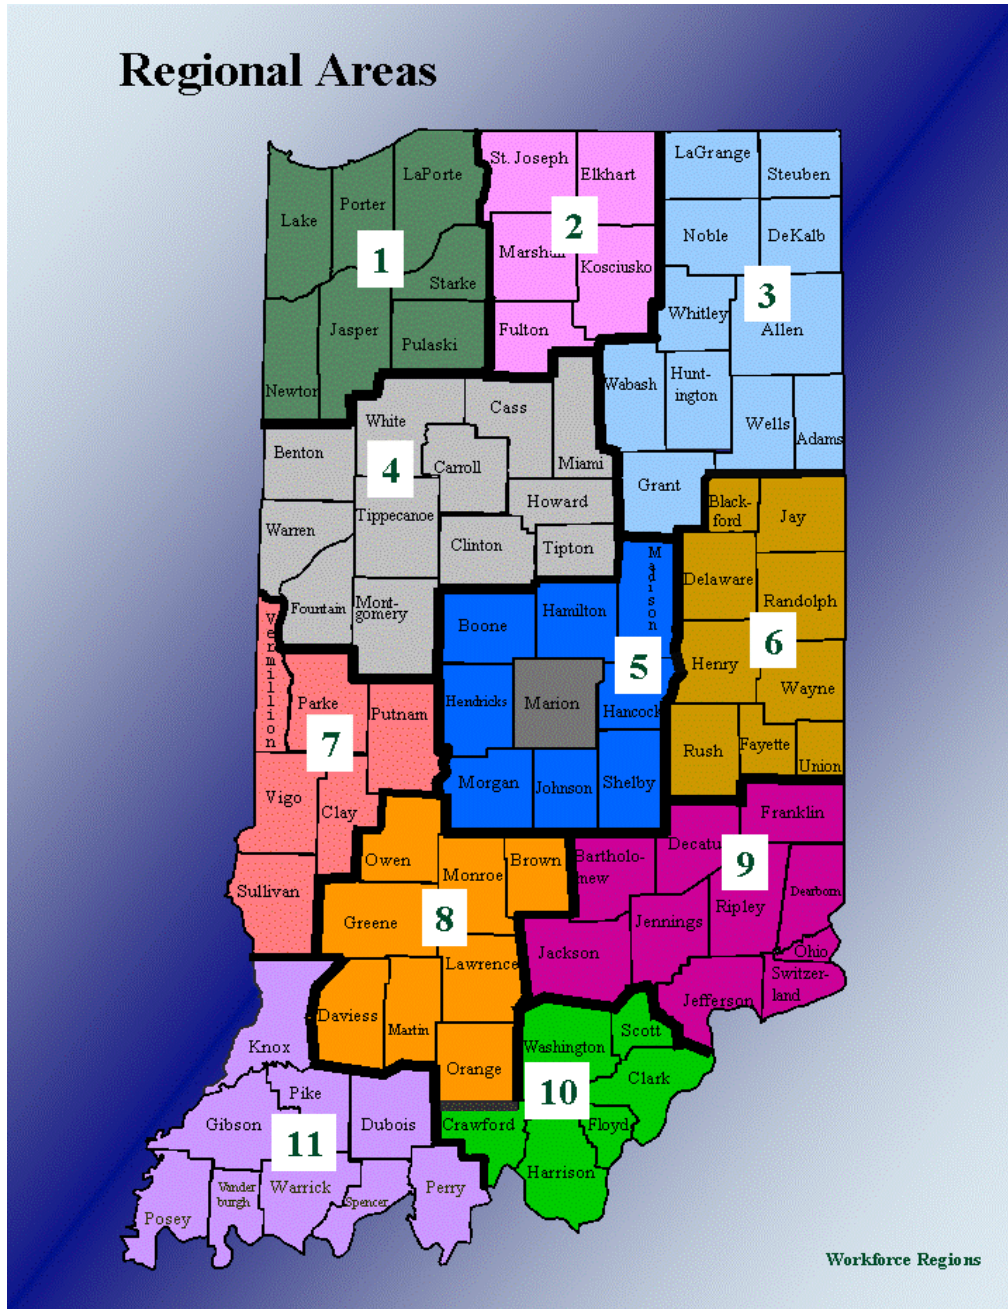 Regional Areas
LaGrange
St. Joseph
LaPorte
Elkhart
Steuben
Porter
Lake
2
Noble
DeKalb
Marshall
1
Kosciusko
Starke
3
Whitley
Jasper
Fulton
Allen
Pulaski
Wabash
Hunt-
ington
Newton
Cass
White
Wells
Adams
Benton
4
Carroll
Miami
Grant
Howard
Black-
ford
Jay
Tippecanoe
Warren
Clinton
Tipton
Madison
Delaware
Fountain
Mont-
gomery
Hamilton
Randolph
Boone
Vermillion
5
6
Henry
Wayne
Hendricks
Marion
Hancock
Parke
Putnam
7
Rush
Fayette
Union
Morgan
Johnson
Shelby
Vigo
Clay
Franklin
Decatu
Owen
Monroe
Brown
Bartholo-
mew
9
Dearborn
Sullivan
Greene
8
Jennings
Ripley
Jackson
Ohio
Lawrence
Switzer-
land
Jefferson
Daviess
Martin
Scott
Knox
Washington
Orange
Clark
Pike
10
Gibson
Dubois
Crawford
Floyd
11
Harrison
Vander
burgh
Warrick
Spencer
Perry
Posey
Workforce Regions